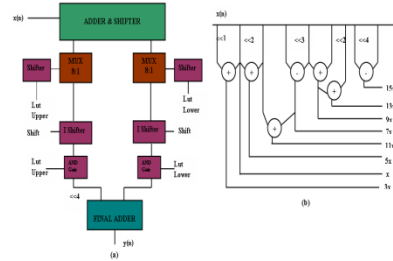 x(n)
ADDER & SHIFTER
Shifter
MUX
8:1
MUX
8:1
Shifter
Lut
Upper
Lut
Lower
Shift
I Shifter
I Shifter
Shift
Lut
Upper
AND
Gate
AND
Gate
Lut
Lower
<<4
FINAL ADDER
y(n)
(a)
x(n)
<<1
<<2
<<3
<<2
<<4
+
+
-
+
-
+
+
15x
13x
9x
7x
11x
5x
x
3x
(b)